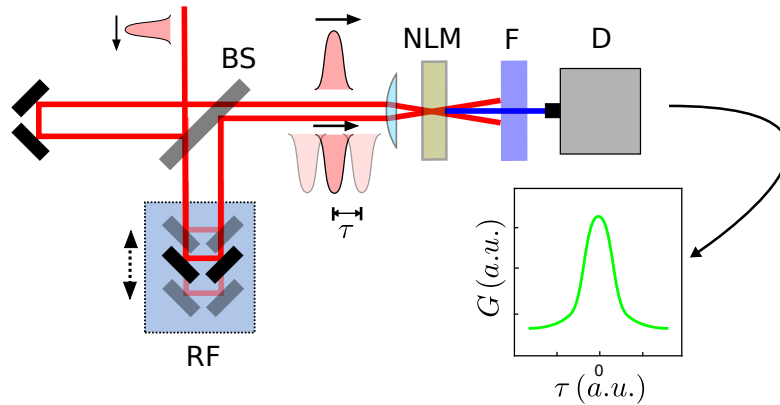 BS
NLM
F
D
τ
RF
G (a.u.)
0
τ (a.u.)